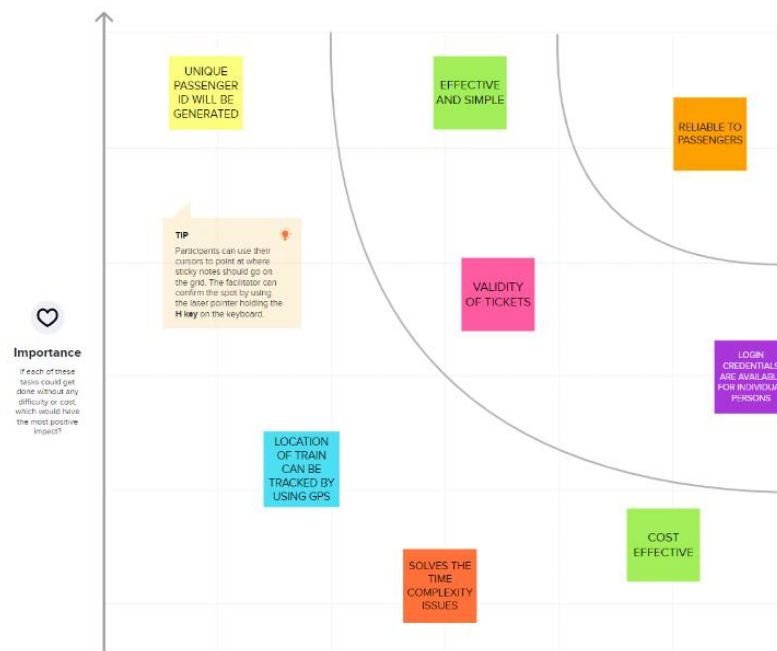 UNIQUE
PASSENGER
ID WILL BE
GENERATED
EFFECTIVE
AND SIMPLE
RELIABLE TO
PASSENGERS
TIP
Participants can use their
cursors to point at where
sticky notes should go on
the grid. The facilitator can
confirm the spot by using
the laser pointer holding the
H key on the keyboard.
VALIDITY
OF TICKETS
Importance
If each of these
tasks could get
done without any
difficulty or cost,
which would have
the most positive
impact?
LOGIN
CREDENTIALS
ARE AVAILABL
FOR INDIVIDUA
PERSONS
LOCATION
OF TRAIN
CAN BE
TRACKED BY
USING GPS
COST
EFFECTIVE
SOLVES THE
TIME
COMPLEXITY
ISSUES